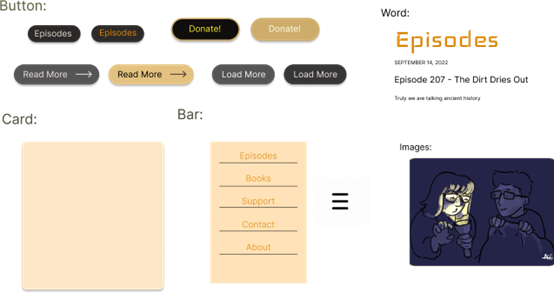 Button:
Episodes
Episodes
Donate!
Donate!
Read More
Read More
Load More
Load More
Word:
Episodes
SEPTEMBER 14, 2022
Episode 207 - The Dirt Dries Out
Truly we are talking ancient history
Card:
Bar:
Episodes
Books
Support
Contact
About
Images: